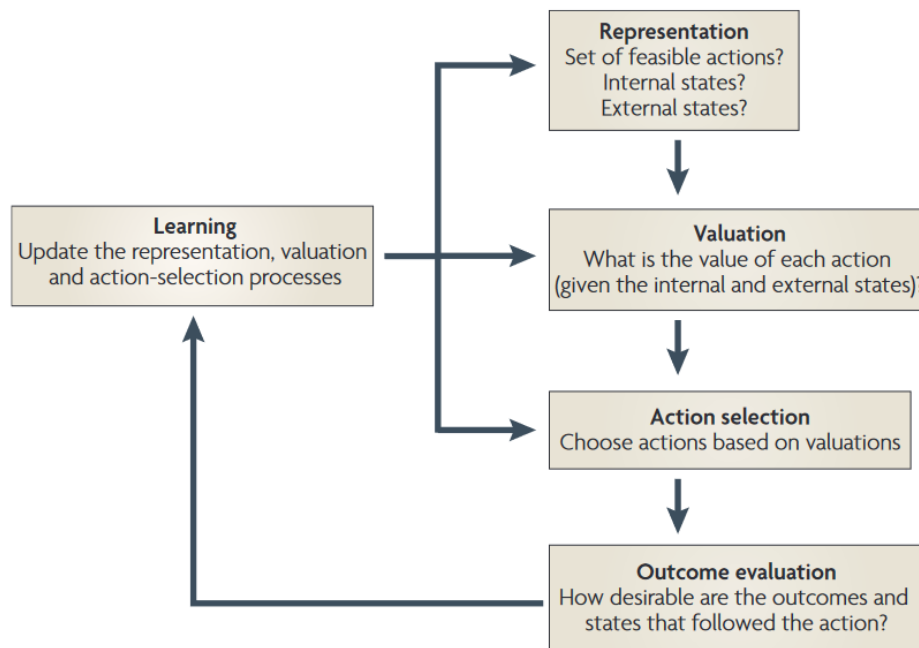 Representation
Set of feasible actions?
Internal states?
External states?
Learning
Update the representation, valuation
and action-selection processes
Valuation
What is the value of each action
(given the internal and external states)?
Action selection
Choose actions based on valuations
Outcome evaluation
How desirable are the outcomes and
states that followed the action?